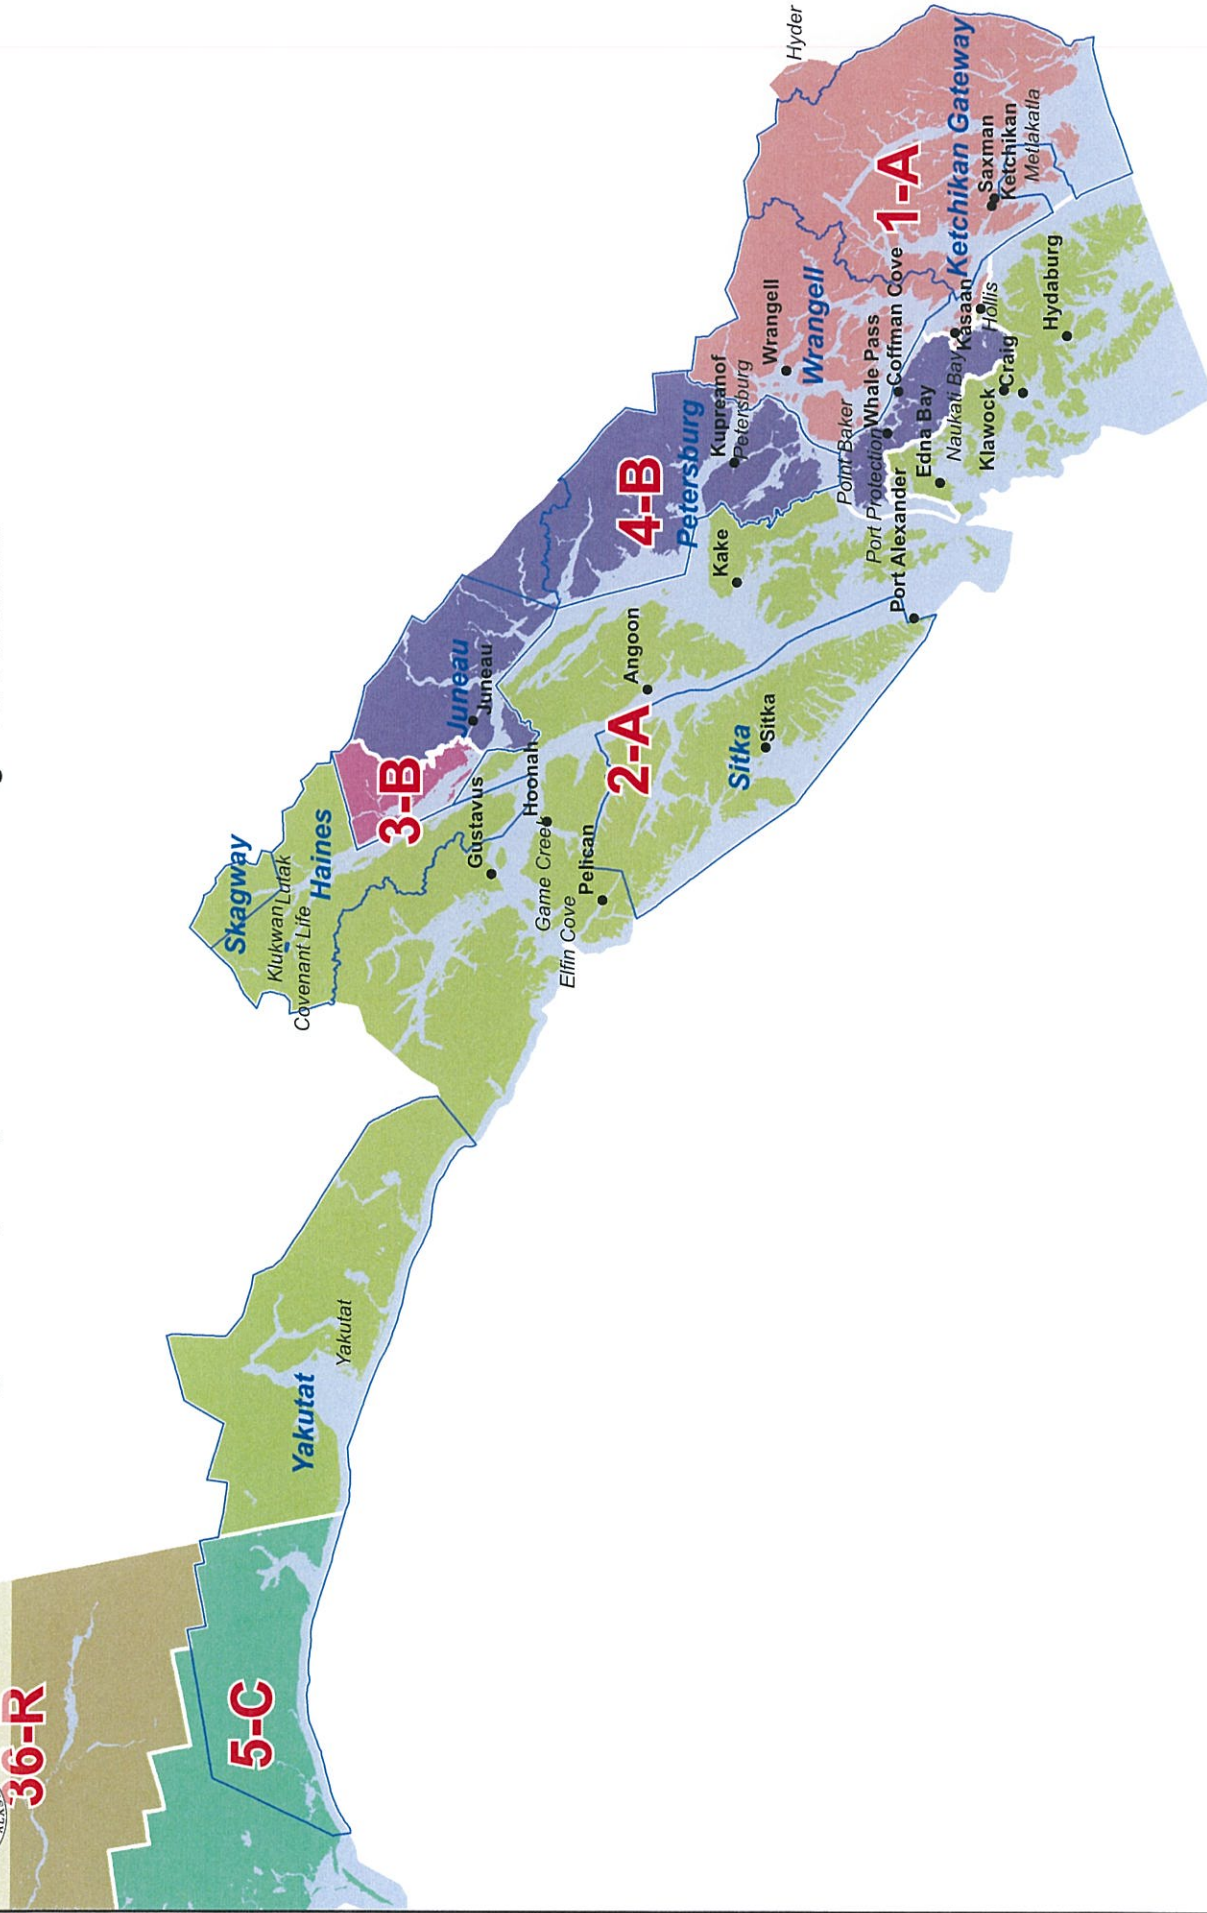 36-R
5-C
Yakutat
Yakutat
Skagway
Klukwan
Lutak
Covenant Life
Haines
3-B
Juneau
Juneau
Gustavus
Hoonah
Game Creek
Elfin Cove
Pelican
2-A
Angoon
Sitka
Sitka
4-B
Petersburg
Kake
Kupreanof
Petersburg
Wrangell
Wrangell
Point Baker
Port Protection
Port Alexander
Whale Pass
Coffman Cove
Edna Bay
Naukati Bay
Kasaan
Hollis
Klawock
Craig
Hydaburg
1-A
Ketchikan Gateway
Saxman
Ketchikan
Metlakatla
Hyder